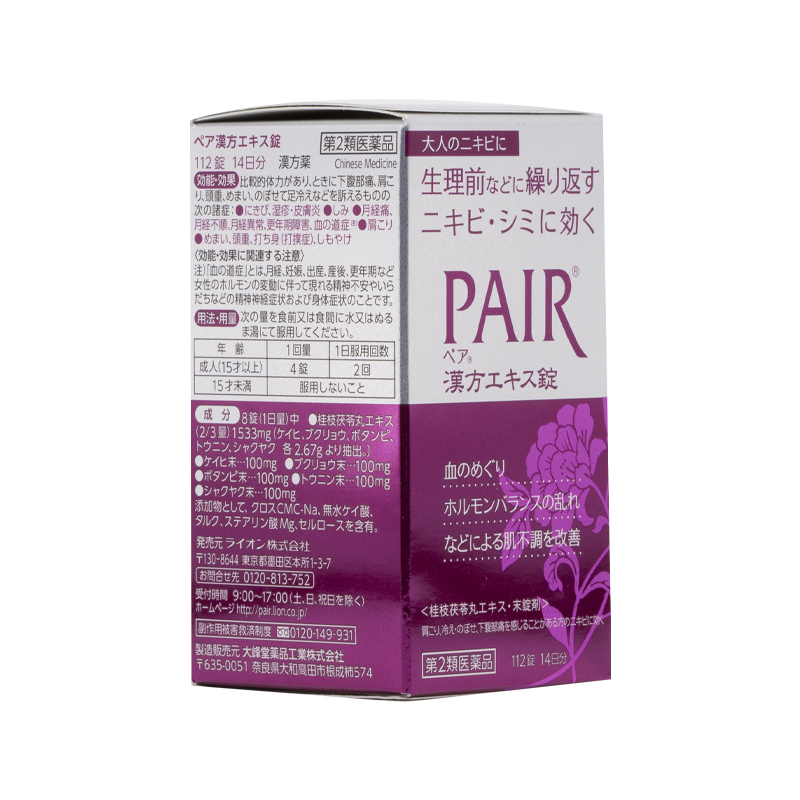 ペア漢方エキス錠 第2類医薬品
112錠 14日分 漢方薬 Chinese Medicine
効能・効果 比較的体力があり、ときに下腹部痛、肩こ
り、頭重、めまい、のぼせて足冷えなどを訴えるものの
次の諸症:●にきび、湿疹・皮膚炎 ●しみ ●月経痛、
月経不順、月経異常、更年期障害、血の道症注) ●肩こり
●めまい、頭重、打ち身(打撲症)、しもやけ
<効能・効果に関連する注意>
注)「血の道症」とは、月経、妊娠、出産、産後、更年期など
女性のホルモンの変動に伴って現れる精神不安やいら
だちなどの精神神経症状および身体症状のことです。
用法・用量 次の量を食前又は食間に水又はぬる
ま湯にて服用してください。
年齢 1回量 1日服用回数
成人(15才以上) 4錠 2回
15才未満 服用しないこと
成分 8錠(1日量)中 ●桂枝茯苓丸エキス
(2/3量)1533mg(ケイヒ、ブクリョウ、ボタンピ、
トウニン、シャクヤク 各2.67gより抽出。)
●ケイヒ末…100mg ●ブクリョウ末…100mg
●ボタンピ末…100mg ●トウニン末…100mg
●シャクヤク末…100mg
添加物として、クロスCMC-Na、無水ケイ酸、
タルク、ステアリン酸Mg、セルロースを含有。
発売元 ライオン株式会社
〒130-8644 東京都墨田区本所1-3-7
お問合せ先 0120-813-752
受付時間 9:00~17:00(土、日、祝日を除く)
ホームページ http://pair.lion.co.jp/
副作用被害救済制度 0120-149-931
製造販売元 大峰堂薬品工業株式会社
〒635-0051 奈良県大和高田市根成柿574
大人のニキビに
生理前などに繰り返す
ニキビ・シミに効く
PAIR®
ペア®
漢方エキス錠
血のめぐり
ホルモンバランスの乱れ
などによる肌不調を改善
<桂枝茯苓丸エキス・末錠剤>
肩こり、冷え・のぼせ、下腹部痛を感じることがある方のニキビに効く
第2類医薬品 112錠 14日分